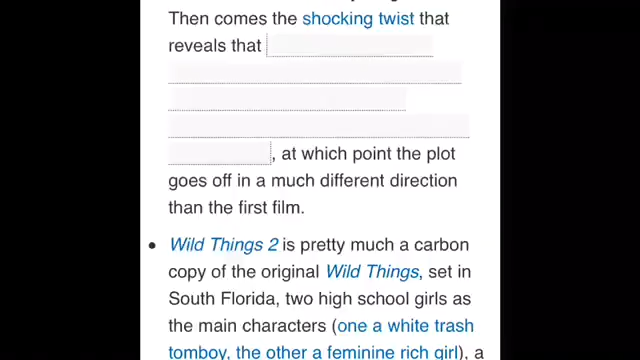 Then comes the shocking twist that
reveals that
, at which point the plot
goes off in a much different direction
than the first film.
• Wild Things 2 is pretty much a carbon
copy of the original Wild Things, set in
South Florida, two high school girls as
the main characters (one a white trash
tomboy, the other a feminine rich girl), a